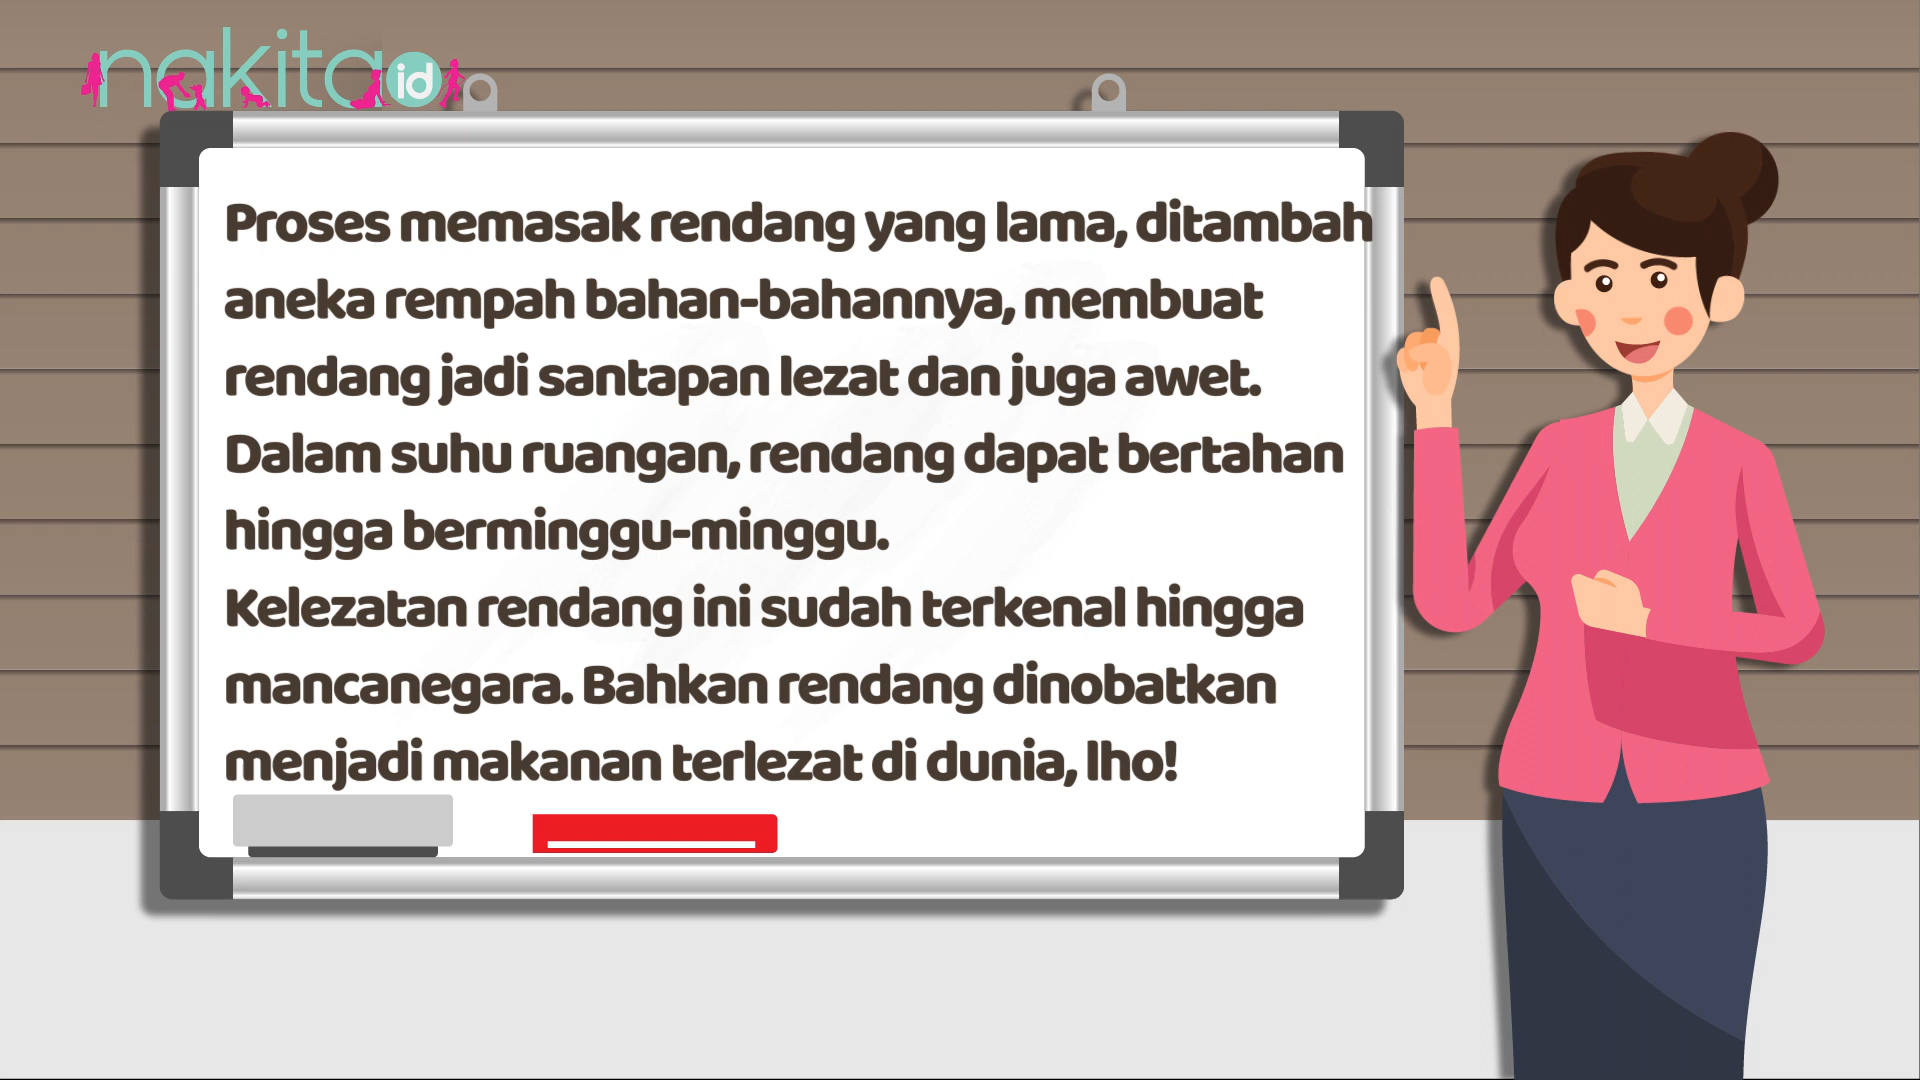 nakita id
Proses memasak rendang yang lama, ditambah
aneka rempah bahan-bahannya, membuat
rendang jadi santapan lezat dan juga awet.
Dalam suhu ruangan, rendang dapat bertahan
hingga berminggu-minggu.
Kelezatan rendang ini sudah terkenal hingga
mancanegara. Bahkan rendang dinobatkan
menjadi makanan terlezat di dunia, lho!